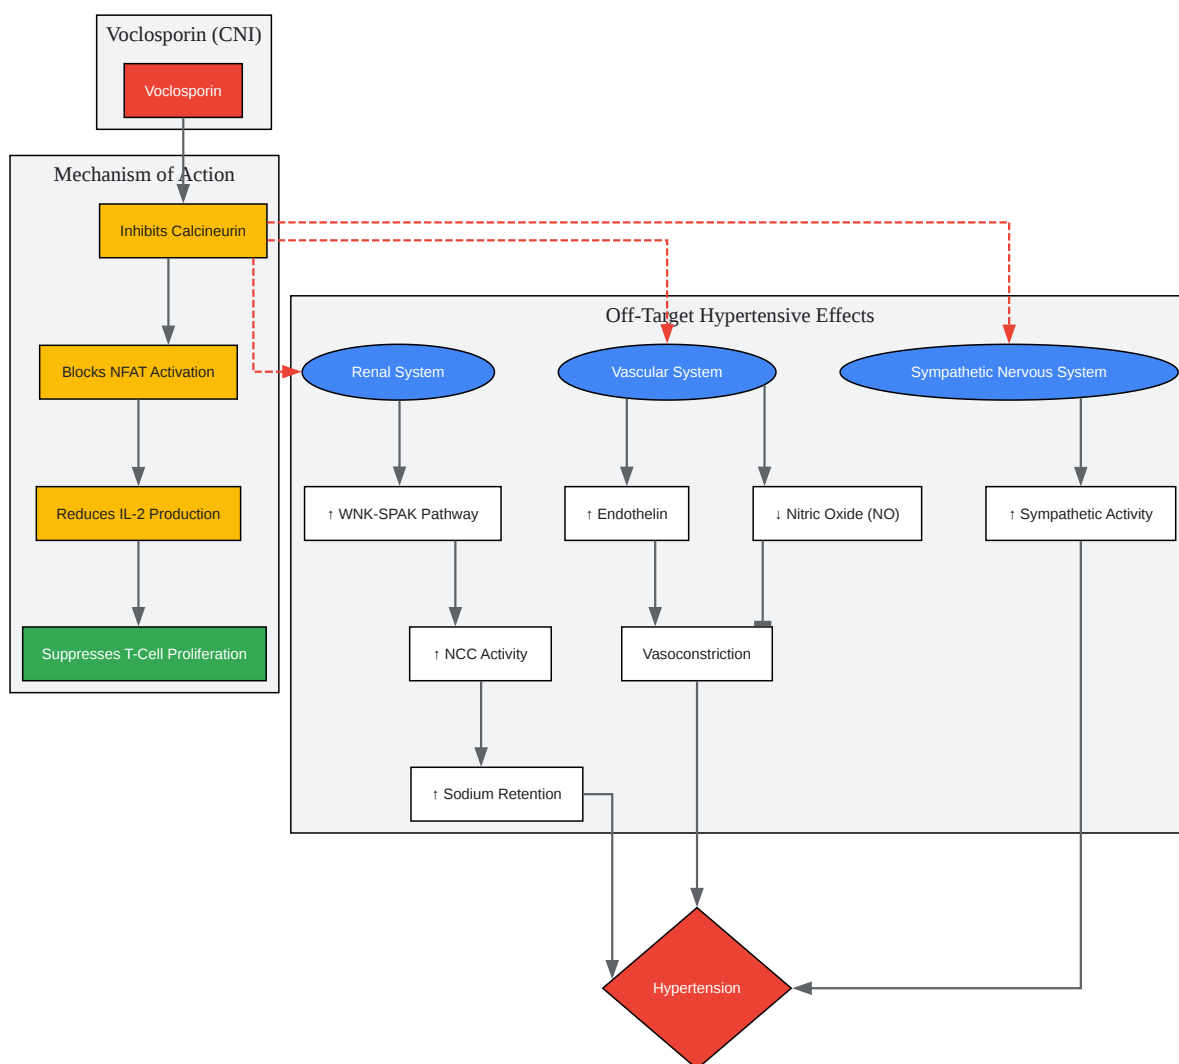 Voclosporin (CNI)
Voclosporin
Mechanism of Action
Inhibits Calcineurin
Off-Target Hypertensive Effects
Blocks NFAT Activation
Renal System
Vascular System
Sympathetic Nervous System
Reduces IL-2 Production
↑ WNK-SPAK Pathway
↑ Endothelin
↓ Nitric Oxide (NO)
↑ Sympathetic Activity
Suppresses T-Cell Proliferation
↑ NCC Activity
Vasoconstriction
↑ Sodium Retention
Hypertension